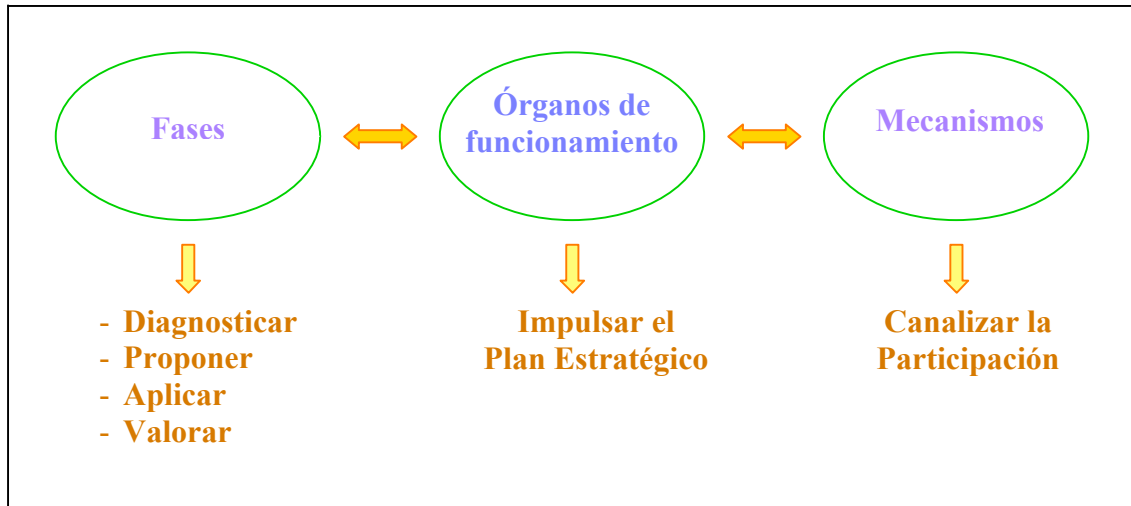 Fases
Órganos de
funcionamiento
Mecanismos
- Diagnosticar
- Proponer
- Aplicar
- Valorar
Impulsar el
Plan Estratégico
Canalizar la
Participación